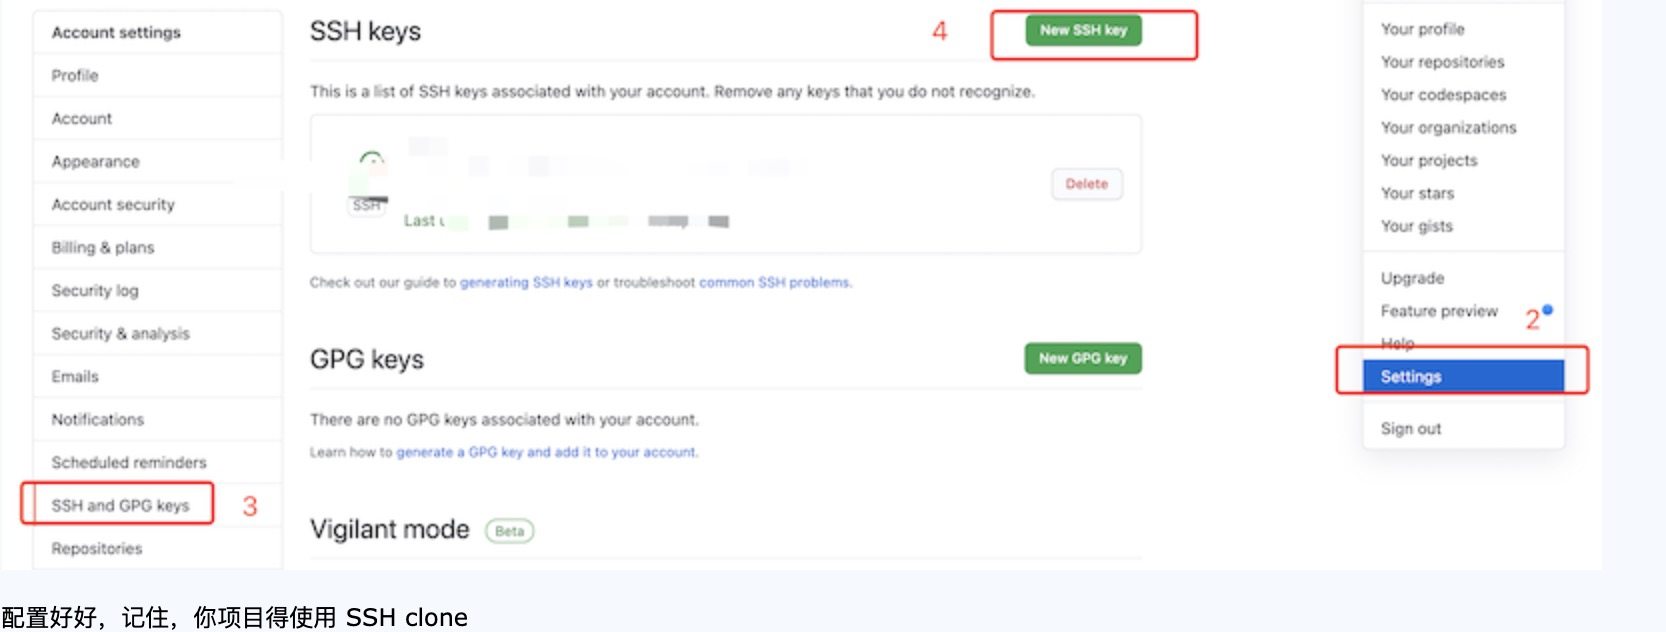 Account settings
Profile
Account
Appearance
Account security
Billing & plans
Security log
Security & analysis
Emails
Notifications
Scheduled reminders
SSH and GPG keys
3
Repositories
SSH keys
4
New SSH key
This is a list of SSH keys associated with your account. Remove any keys that you do not recognize.
SSH
Last
Delete
Check out our guide to generating SSH keys or troubleshoot common SSH problems.
GPG keys
New GPG key
There are no GPG keys associated with your account.
Learn how to generate a GPG key and add it to your account.
Vigilant mode
Beta
Your profile
Your repositories
Your codespaces
Your organizations
Your projects
Your stars
Your gists
Upgrade
Feature preview
2
Help
Settings
Sign out
配置好好，记住，你项目得使用 SSH clone